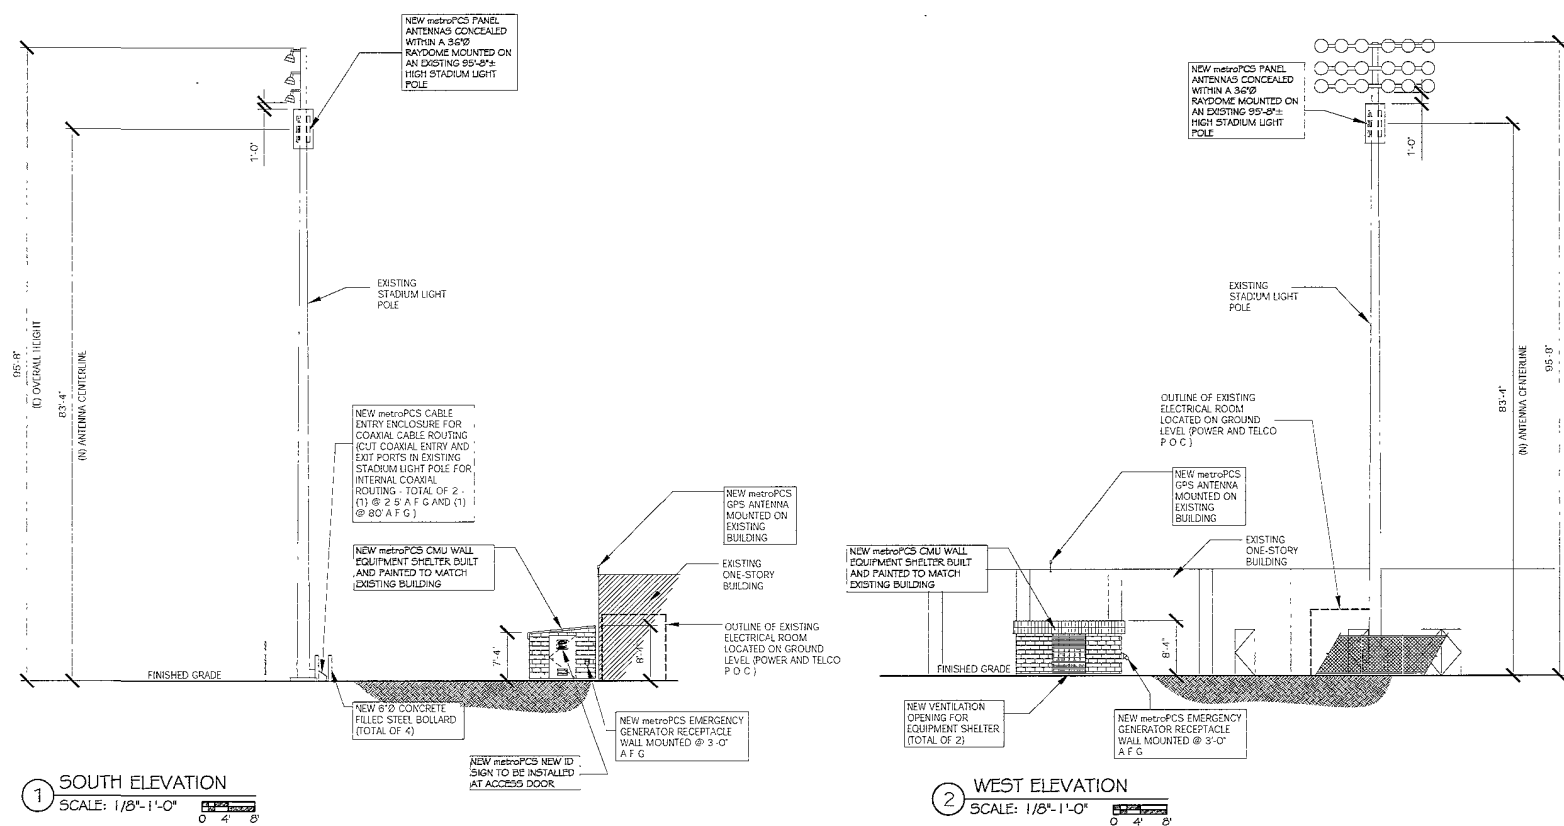 NEW metroPCS PANEL
ANTENNAS CONCEALED
WITHIN A 36"Ø
RAYDOME MOUNTED ON
AN EXISTING 95'-8"±
HIGH STADIUM LIGHT
POLE
1'-0"
EXISTING
STADIUM LIGHT
POLE
95'-8"
(E) OVERALL HEIGHT
83'-4"
(N) ANTENNA CENTERLINE
NEW metroPCS CABLE
ENTRY ENCLOSURE FOR
COAXIAL CABLE ROUTING
(CUT COAXIAL ENTRY AND
EXIT PORTS IN EXISTING
STADIUM LIGHT POLE FOR
INTERNAL COAXIAL
ROUTING - TOTAL OF 2 -
(1) @ 2 5' A F G AND (1)
@ 80' A F G )
NEW metroPCS
GPS ANTENNA
MOUNTED ON
EXISTING
BUILDING
NEW metroPCS CMU WALL
EQUIPMENT SHELTER BUILT
AND PAINTED TO MATCH
EXISTING BUILDING
EXISTING
ONE-STORY
BUILDING
OUTLINE OF EXISTING
ELECTRICAL ROOM
LOCATED ON GROUND
LEVEL (POWER AND TELCO
P O C )
7'-4"
8'-4"
FINISHED GRADE
NEW 6"Ø CONCRETE
FILLED STEEL BOLLARD
(TOTAL OF 4)
NEW metroPCS EMERGENCY
GENERATOR RECEPTACLE
WALL MOUNTED @ 3 -0"
A F G
NEW metroPCS NEW ID
SIGN TO BE INSTALLED
AT ACCESS DOOR
1 SOUTH ELEVATION
SCALE: 1/8"-1'-0"
0 4' 8'
NEW metroPCS PANEL
ANTENNAS CONCEALED
WITHIN A 36"Ø
RAYDOME MOUNTED ON
AN EXISTING 95'-8"±
HIGH STADIUM LIGHT
POLE
1'-0"
EXISTING
STADIUM LIGHT
POLE
83'-4"
(N) ANTENNA CENTERLINE
95'-8"
OUTLINE OF EXISTING
ELECTRICAL ROOM
LOCATED ON GROUND
LEVEL (POWER AND TELCO
P O C )
NEW metroPCS
GPS ANTENNA
MOUNTED ON
EXISTING
BUILDING
NEW metroPCS CMU WALL
EQUIPMENT SHELTER BUILT
AND PAINTED TO MATCH
EXISTING BUILDING
EXISTING
ONE-STORY
BUILDING
8'-4"
FINISHED GRADE
NEW VENTILATION
OPENING FOR
EQUIPMENT SHELTER
(TOTAL OF 2)
NEW metroPCS EMERGENCY
GENERATOR RECEPTACLE
WALL MOUNTED @ 3'-0"
A F G
2 WEST ELEVATION
SCALE: 1/8"-1'-0"
0 4' 8'